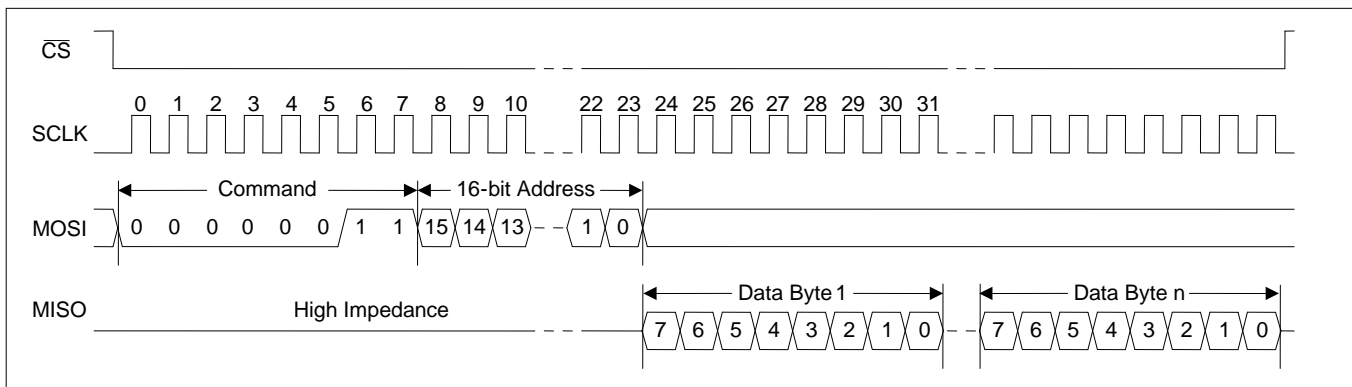 CS
0 1 2 3 4 5 6 7 8 9 10 22 23 24 25 26 27 28 29 30 31
SCLK
Command 16-bit Address
MOSI 0 0 0 0 0 0 1 1 15 14 13 1 0
Data Byte 1 Data Byte n
MISO High Impedance
7 6 5 4 3 2 1 0 7 6 5 4 3 2 1 0